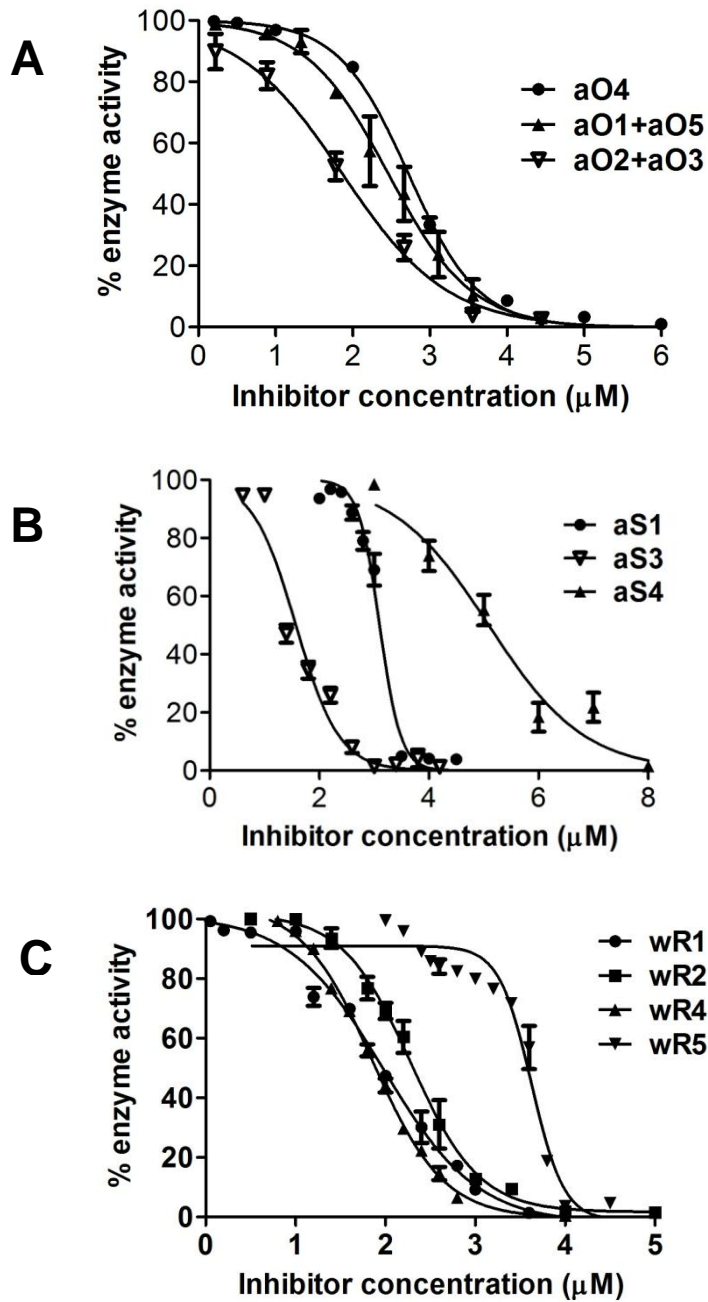 A
% enzyme activity
100
80
60
40
20
0
0 1 2 3 4 5 6
Inhibitor concentration (μM)
aO4
aO1+aO5
aO2+aO3
B
% enzyme activity
100
80
60
40
20
0
0 2 4 6 8
Inhibitor concentration (μM)
aS1
aS3
aS4
C
% enzyme activity
100
80
60
40
20
0
0 1 2 3 4 5
Inhibitor concentration (μM)
wR1
wR2
wR4
wR5